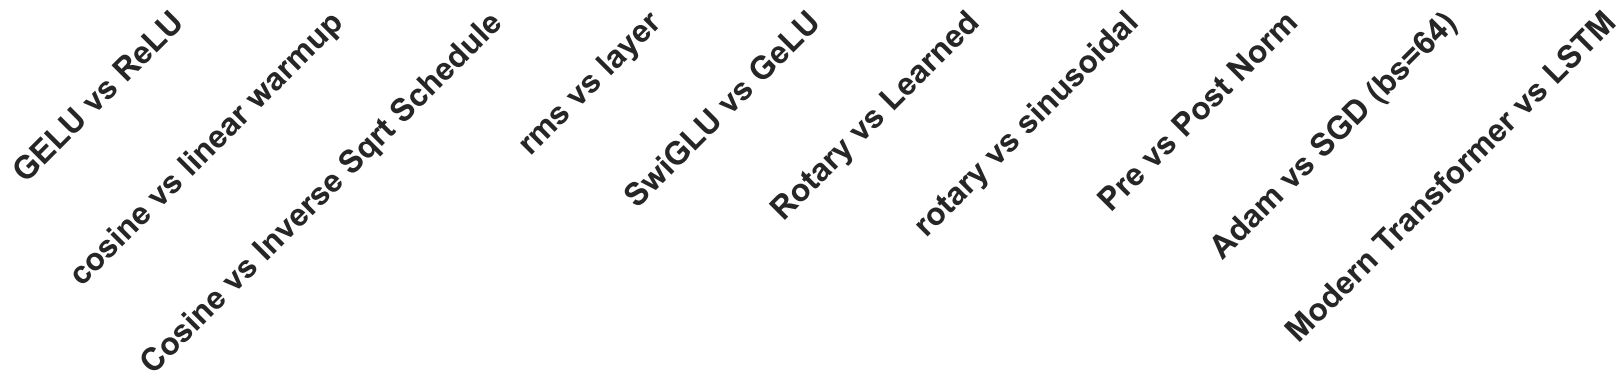 GELU vs ReLU
cosine vs linear warmup
Cosine vs Inverse Sqrt Schedule
rms vs layer
SwiGLU vs GeLU
Rotary vs Learned
rotary vs sinusoidal
Pre vs Post Norm
Adam vs SGD (bs=64)
Modern Transformer vs LSTM